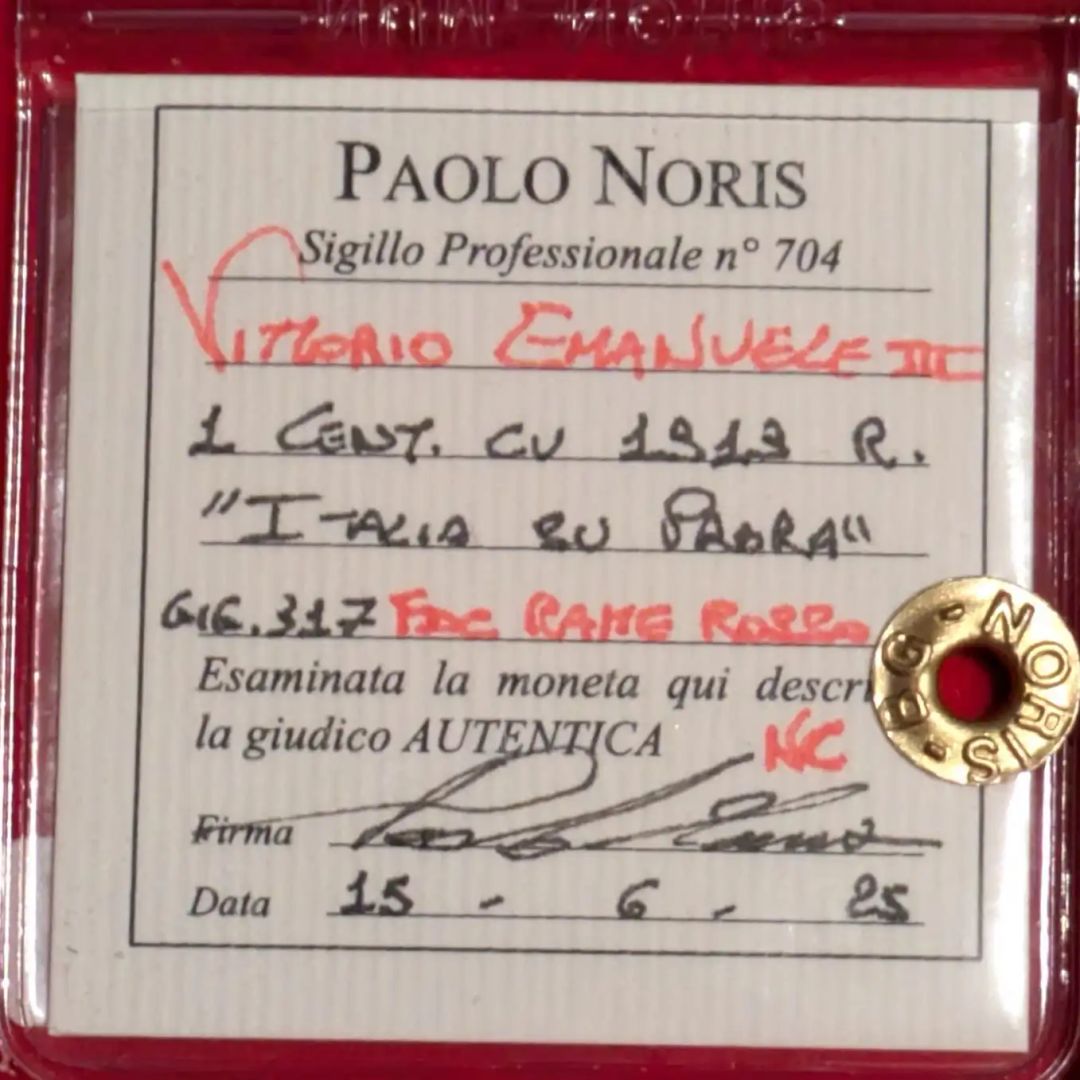 PAOLO NORIS
Sigillo Professionale n° 704
VITTORIO EMANUELE III
1 CENT. CU 1919 R.
"ITALIA SU PRORA"
GIG. 317 FDC RAME ROSSO
Esaminata la moneta qui descri
la giudico AUTENTICA NC
Firma
Data 15 - 6 - 25
NORIS - BG -